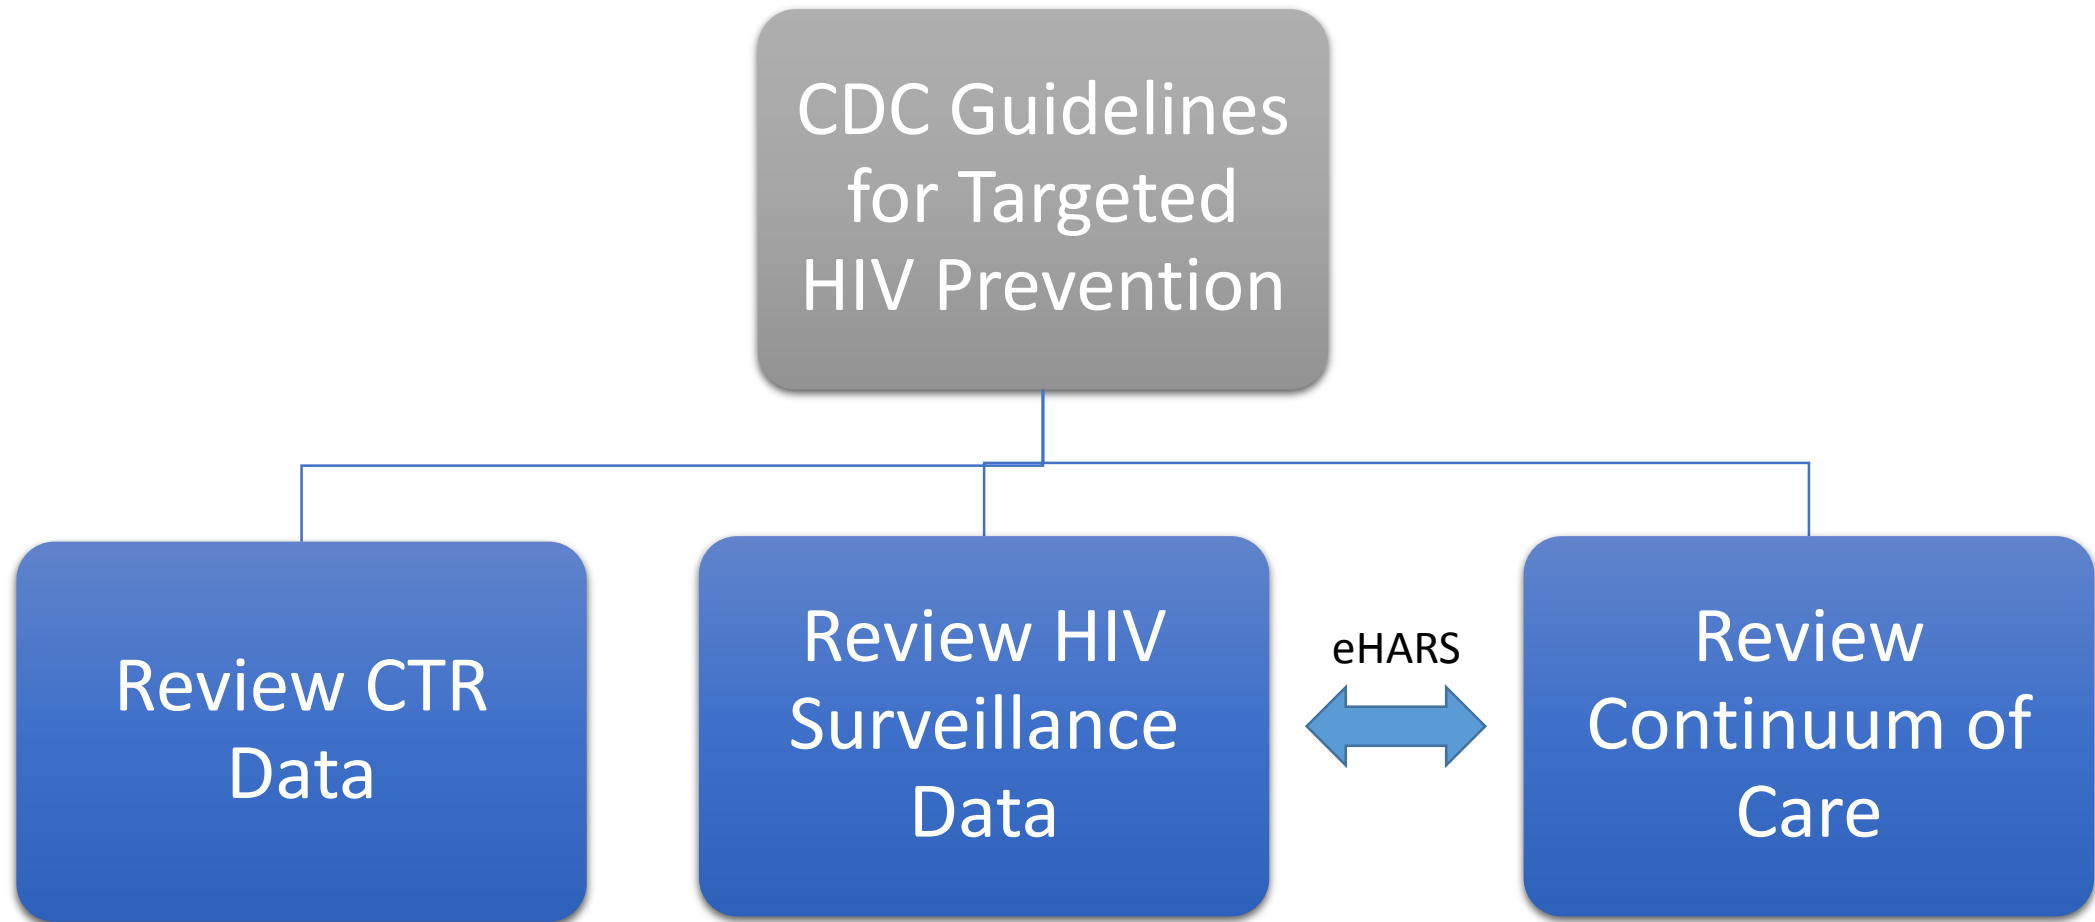 CDC Guidelines
for Targeted
HIV Prevention
Review CTR
Data
Review HIV
Surveillance
Data
eHARS
Review
Continuum of
Care